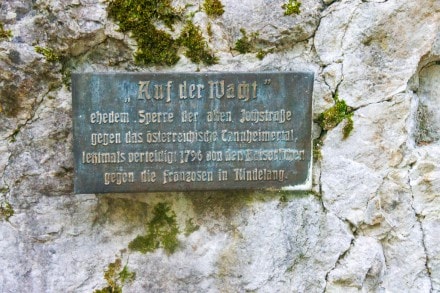 „Auf der Wacht“
ehedem Sperre der alten Jochstraße
gegen das österreichische Tannheimertal,
letztmals verteidigt 1796 von den Kaiserlichen
gegen die Franzosen in Hindelang.